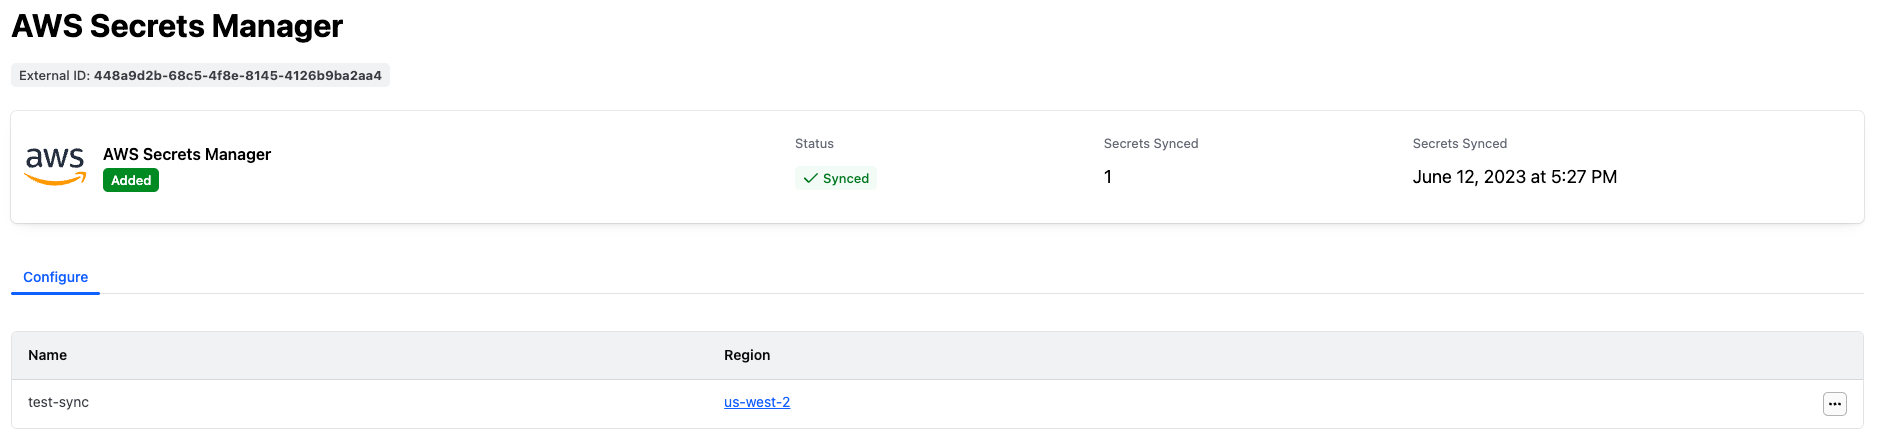 AWS Secrets Manager
External ID: 448a9d2b-68c5-4f8e-8145-4126b9ba2aa4
aws
AWS Secrets Manager
Added
Status
Synced
Secrets Synced
1
Secrets Synced
June 12, 2023 at 5:27 PM
Configure
Name Region
test-sync us-west-2